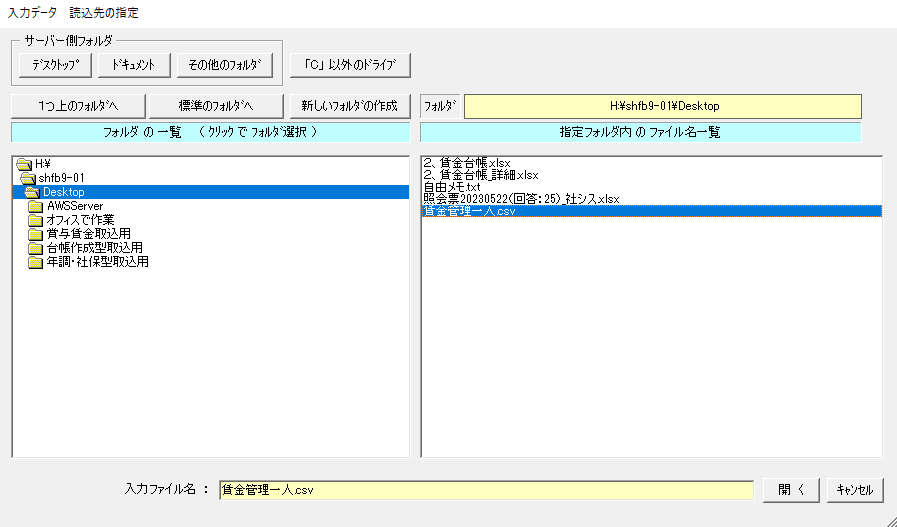 入力データ　読込先の指定
サーバー側フォルダ
ﾃﾞｽｸﾄｯﾌﾟ
ﾄﾞｷｭﾒﾝﾄ
その他のﾌｫﾙﾀﾞ
「C」以外のﾄﾞﾗｲﾌﾞ
1つ上のﾌｫﾙﾀﾞへ
標準のﾌｫﾙﾀﾞへ
新しいﾌｫﾙﾀﾞの作成
ﾌｫﾙﾀﾞ
H:¥shfb9-01¥Desktop
フォルダ の 一覧　（ ｸﾘｯｸ で ﾌｫﾙﾀﾞ選択 ）
指定フォルダ内 の ファイル名一覧
H:¥
shfb9-01
Desktop
AWSServer
オフィスで作業
賞与賃金取込用
台帳作成型取込用
年調・社保型取込用
2、賃金台帳.xlsx
2、賃金台帳_詳細.xlsx
自由メモ.txt
照会票20230522(回答：25)_社シス.xlsx
賃金管理一人.csv
入力ファイル名 ：
賃金管理一人.csv
開 く
ｷｬﾝｾﾙ